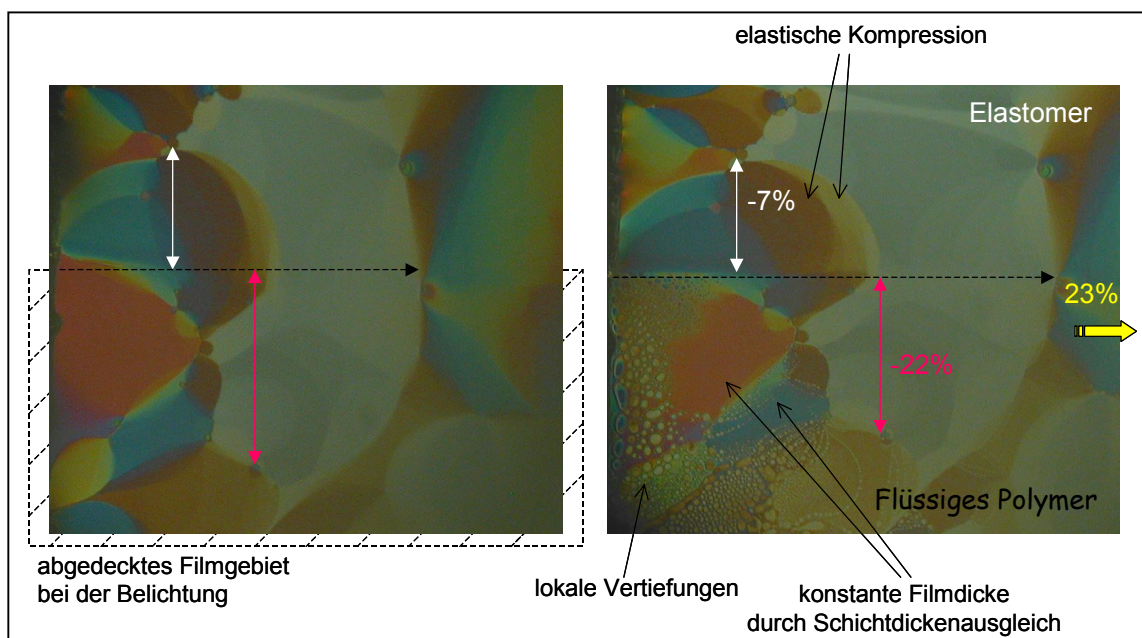 elastische Kompression
Elastomer
-7%
23%
-22%
Flüssiges Polymer
abgedecktes Filmgebiet
bei der Belichtung
lokale Vertiefungen
konstante Filmdicke
durch Schichtdickenausgleich